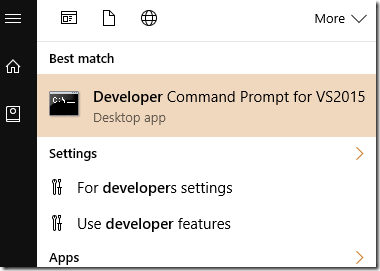 More
Best match
C:\.
Developer Command Prompt for VS2015
Desktop app
Settings
For developers settings
Use developer features
Apps